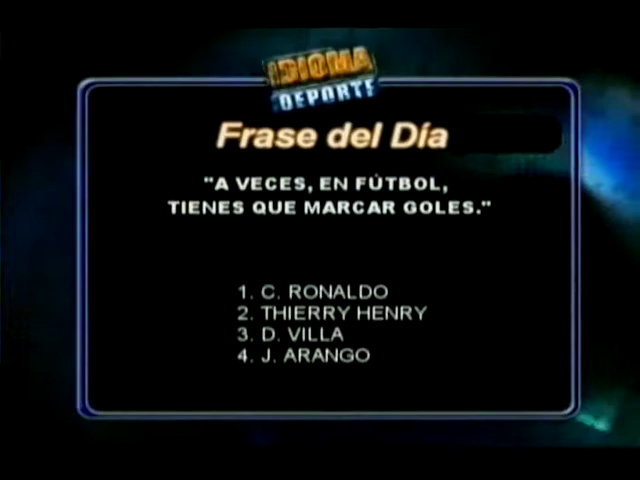 IDIOMA
DEPORTE
Frase del Día
"A VECES, EN FÚTBOL,
TIENES QUE MARCAR GOLES."
1. C. RONALDO
2. THIERRY HENRY
3. D. VILLA
4. J. ARANGO